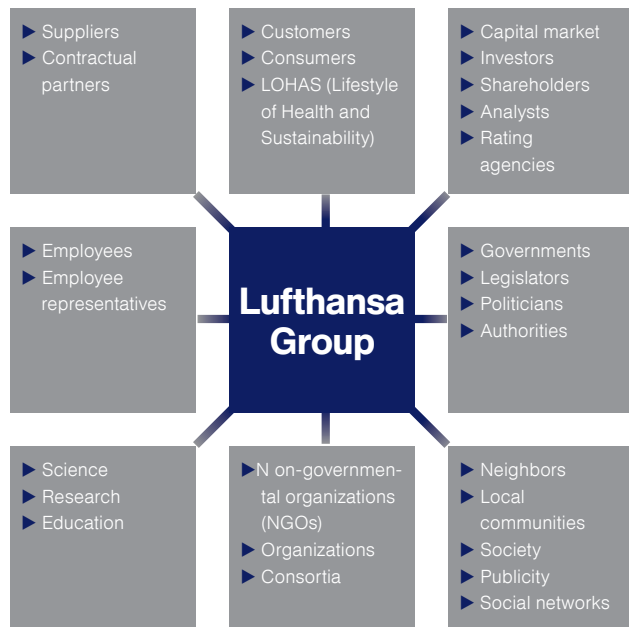 ▶ Suppliers
▶ Contractual
partners
▶ Customers
▶ Consumers
▶ LOHAS (Lifestyle
of Health and
Sustainability)
▶ Capital market
▶ Investors
▶ Shareholders
▶ Analysts
▶ Rating
agencies
▶ Employees
▶ Employee
representatives
Lufthansa
Group
▶ Governments
▶ Legislators
▶ Politicians
▶ Authorities
▶ Science
▶ Research
▶ Education
▶N on-governmen-
tal organizations
(NGOs)
▶ Organizations
▶ Consortia
▶ Neighbors
▶ Local
communities
▶ Society
▶ Publicity
▶ Social networks